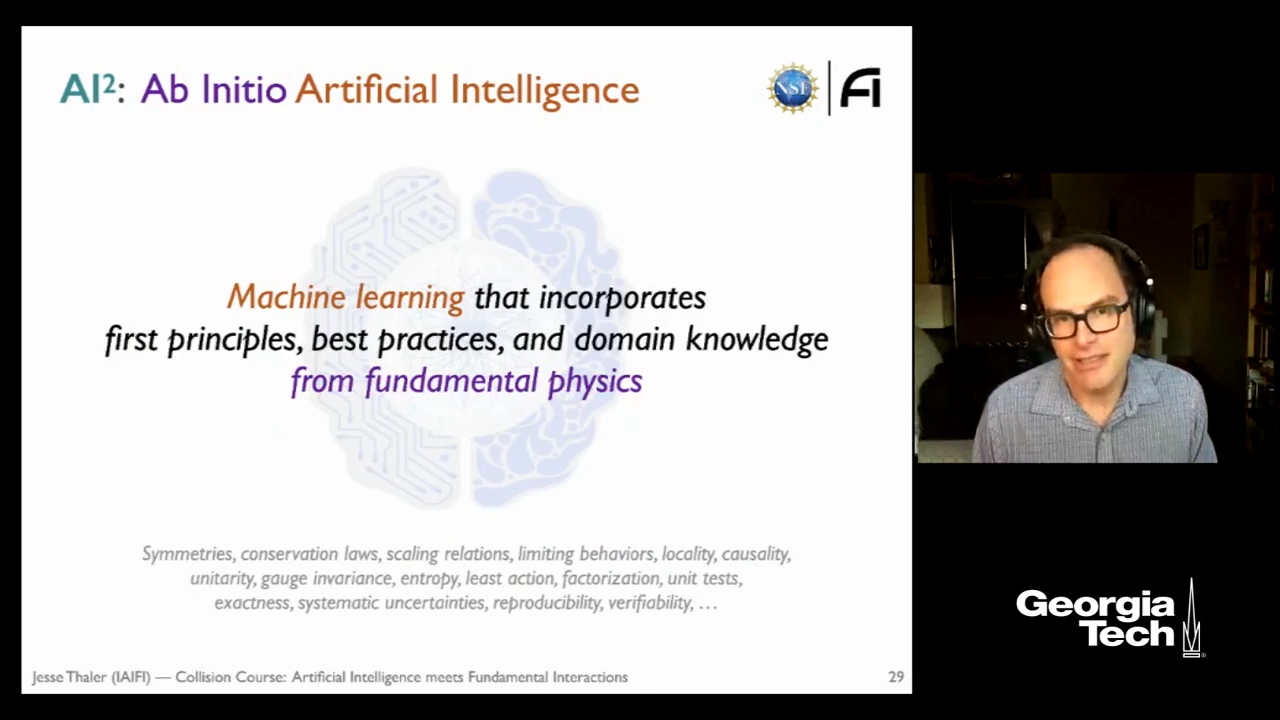 AI²: Ab Initio Artificial Intelligence
NSF
FI
Machine learning that incorporates
first principles, best practices, and domain knowledge
from fundamental physics
Symmetries, conservation laws, scaling relations, limiting behaviors, locality, causality,
unitarity, gauge invariance, entropy, least action, factorization, unit tests,
exactness, systematic uncertainties, reproducibility, verifiability, …
Jesse Thaler (IAIFI) — Collision Course: Artificial Intelligence meets Fundamental Interactions
29
Georgia
Tech